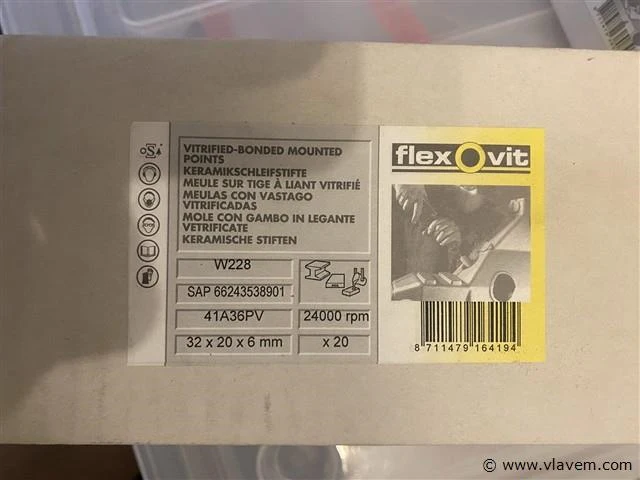 VITRIFIED-BONDED MOUNTED
POINTS
KERAMIKSCHLEIFSTIFTE
MEULE SUR TIGE À LIANT VITRIFIÉ
MEULAS CON VASTAGO
VITRIFICADAS
MOLE CON GAMBO IN LEGANTE
VETRIFICATE
KERAMISCHE STIFTEN
W228
SAP 66243538901
41A36PV
24000 rpm
32 x 20 x 6 mm
x 20
flexovit
8 711479 164194
© www.vlavem.com